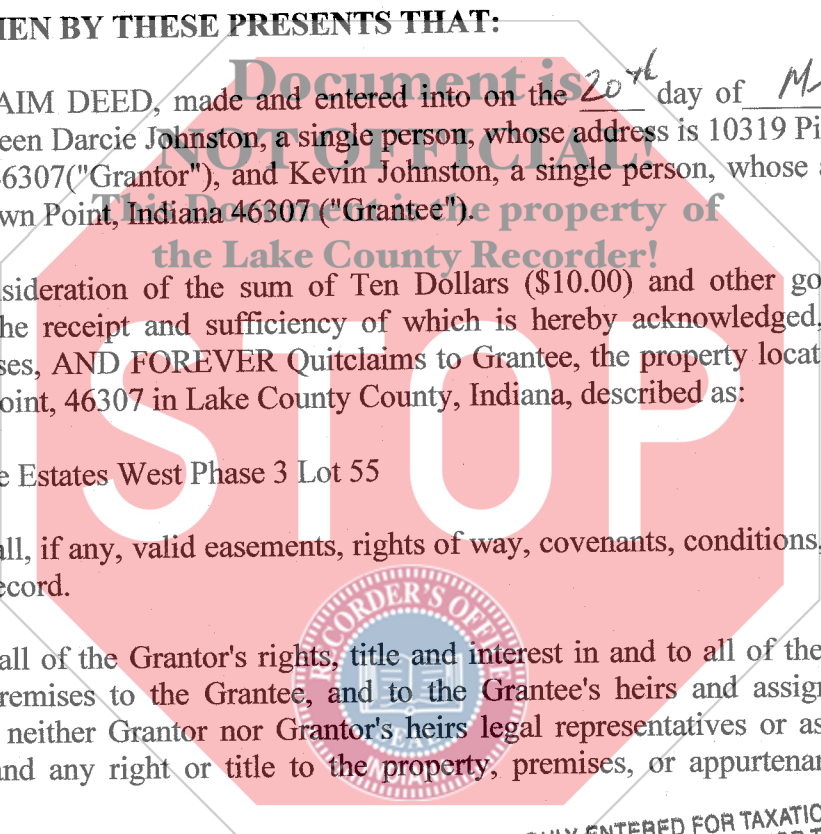 MEN BY THESE PRESENTS THAT:
AIM DEED, made and entered into on the 20th day of M
een Darcie Johnston, a single person, whose address is 10319 Pi
46307("Grantor"), and Kevin Johnston, a single person, whose a
wn Point, Indiana 46307 ("Grantee").
Document is
NOT OFFICIAL!
This Document is the property of
the Lake County Recorder!
sideration of the sum of Ten Dollars ($10.00) and other go
he receipt and sufficiency of which is hereby acknowledged,
ses, AND FOREVER Quitclaims to Grantee, the property locat
oint, 46307 in Lake County County, Indiana, described as:
STOP
e Estates West Phase 3 Lot 55
all, if any, valid easements, rights of way, covenants, conditions,
ecord.
all of the Grantor's rights, title and interest in and to all of the
remises to the Grantee, and to the Grantee's heirs and assign
neither Grantor nor Grantor's heirs legal representatives or as
and any right or title to the property, premises, or appurtenan
RECORDER'S OFFICE
SEAL
INDIANA
ENTERED FOR TAXATIO